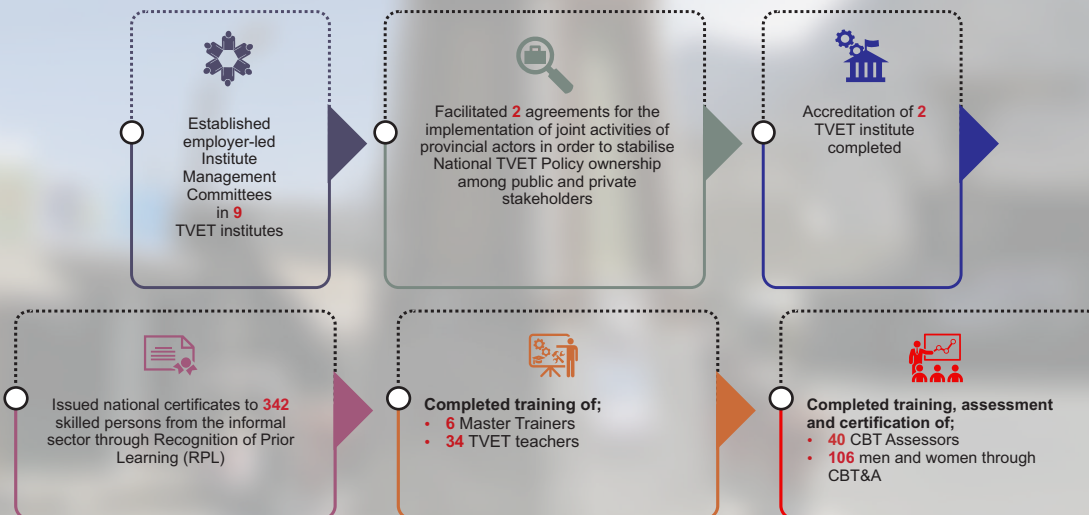 Established
employer-led
Institute
Management
Committees
in 9
TVET institutes
Facilitated 2 agreements for the
implementation of joint activities of
provincial actors in order to stabilise
National TVET Policy ownership
among public and private
stakeholders
Accreditation of 2
TVET institute
completed
Issued national certificates to 342
skilled persons from the informal
sector through Recognition of Prior
Learning (RPL)
Completed training of;
• 6 Master Trainers
• 34 TVET teachers
Completed training, assessment
and certification of;
• 40 CBT Assessors
• 106 men and women through
CBT&A